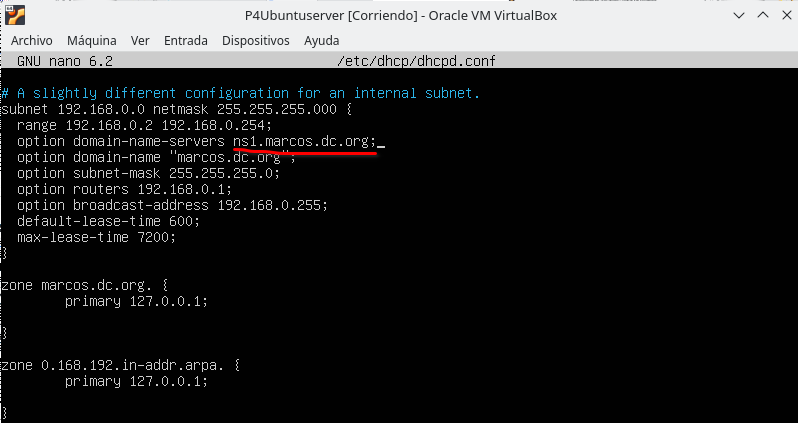 P4Ubuntuserver [Corriendo] - Oracle VM VirtualBox
Archivo Máquina Ver Entrada Dispositivos Ayuda
GNU nano 6.2 /etc/dhcp/dhcpd.conf
# A slightly different configuration for an internal subnet.
subnet 192.168.0.0 netmask 255.255.255.000 {
range 192.168.0.2 192.168.0.254;
option domain-name-servers ns1.marcos.dc.org;_
option domain-name "marcos.dc.org";
option subnet-mask 255.255.255.0;
option routers 192.168.0.1;
option broadcast-address 192.168.0.255;
default-lease-time 600;
max-lease-time 7200;
}
zone marcos.dc.org. {
primary 127.0.0.1;
}
zone 0.168.192.in-addr.arpa. {
primary 127.0.0.1;
}